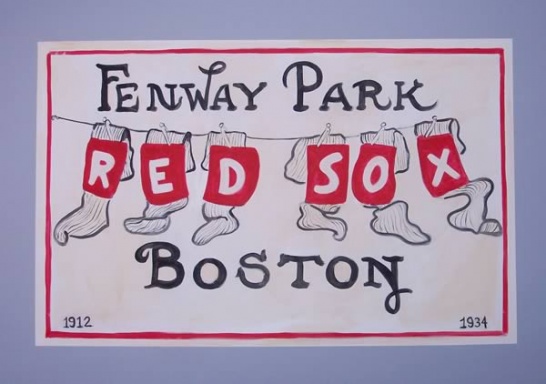 FENWAY PARK
RED SOX
BOSTON
1912 1934